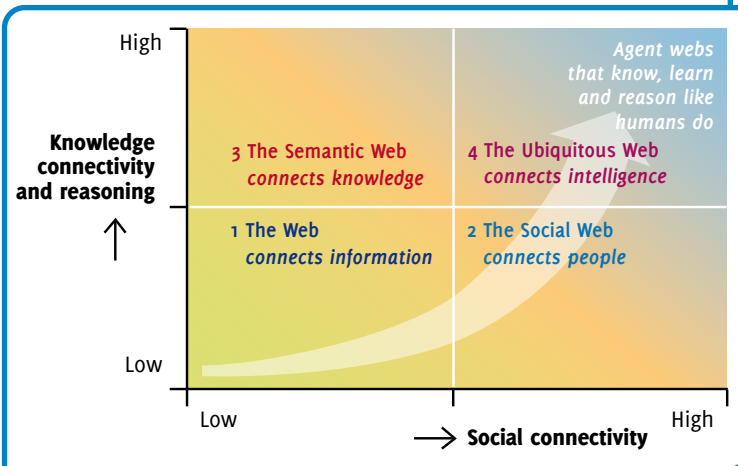 High
Agent webs
that know, learn
and reason like
humans do
Knowledge
connectivity
and reasoning
3 The Semantic Web
connects knowledge
4 The Ubiquitous Web
connects intelligence
1 The Web
connects information
2 The Social Web
connects people
Low
Low
High
Social connectivity